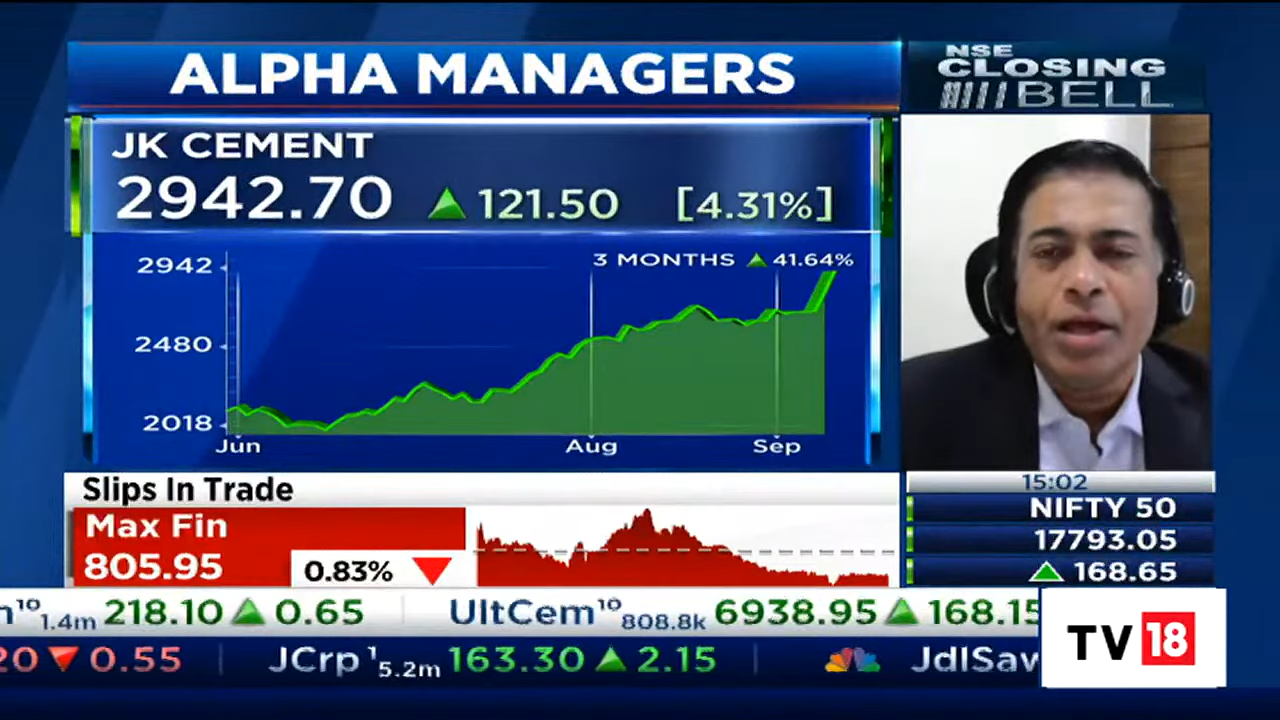 ALPHA MANAGERS
NSE
CLOSING
BELL
JK CEMENT
2942.70 ▲ 121.50 [4.31%]
3 MONTHS ▲ 41.64%
2942
2480
2018
Jun Aug Sep
15:02
NIFTY 50
17793.05
▲ 168.65
Slips In Trade
Max Fin
805.95 0.83% ▼
1.4m 218.10 ▲ 0.65 UltCem¹⁰ 808.8k 6938.95 ▲ 168.15
▼ 0.55 JCrp¹ 5.2m 163.30 ▲ 2.15 JdlSaw
TV18